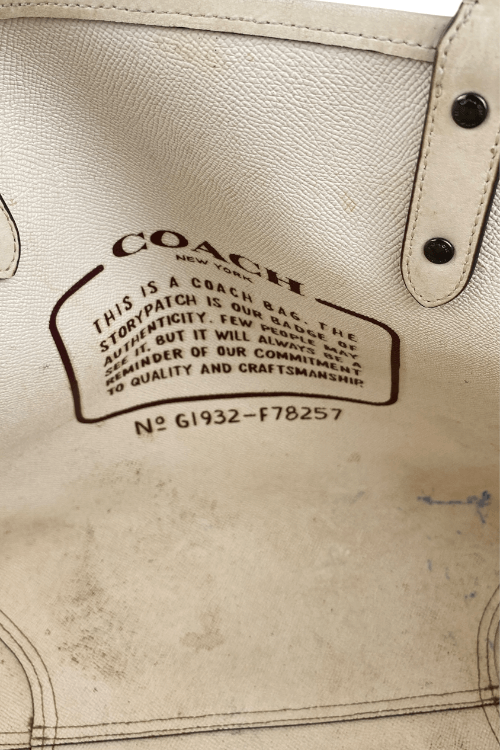 COACH
NEW YORK
THIS IS A COACH BAG. THE
STORYPATCH IS OUR BADGE OF
AUTHENTICITY. FEW PEOPLE MAY
SEE IT. BUT IT WILL ALWAYS BE A
REMINDER OF OUR COMMITMENT
TO QUALITY AND CRAFTSMANSHIP.
Nº G1932-F78257